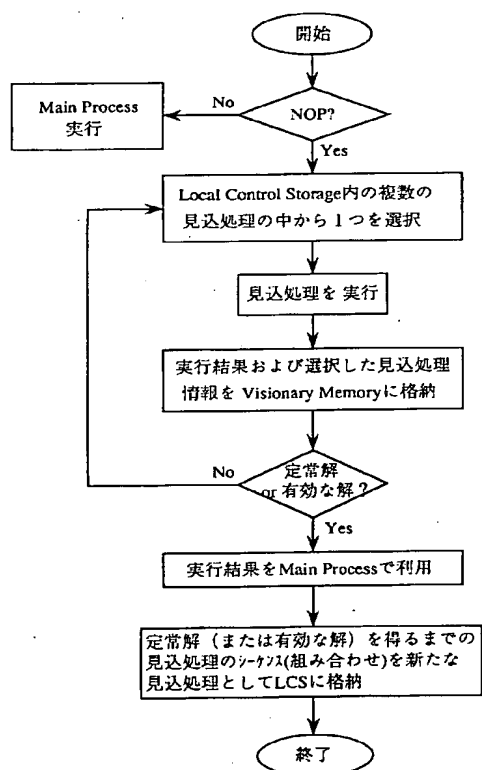 開始
NOP?
No
Main Process
実行
Yes
Local Control Storage内の複数の
見込処理の中から1つを選択
見込処理を 実行
実行結果および選択した見込処理
情報を Visionary Memoryに格納
定常解
or 有効な解?
No
Yes
実行結果をMain Processで利用
定常解（または有効な解）を得るまでの
見込処理のｼｰｹﾝｽ(組み合わせ)を新たな
見込処理としてLCSに格納
終了